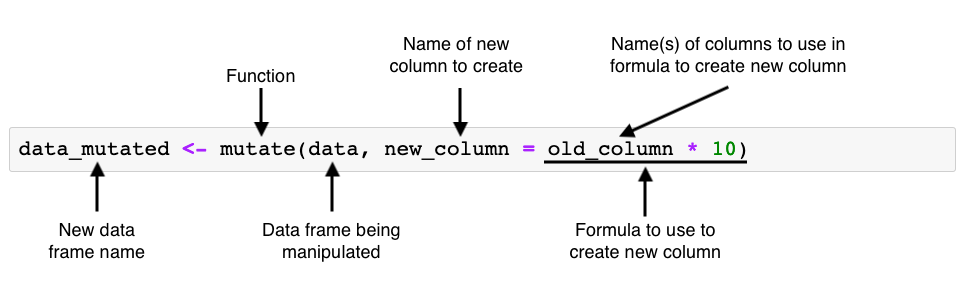 Name of new
column to create
Name(s) of columns to use in
formula to create new column
Function
data_mutated <- mutate(data, new_column = old_column * 10)
New data
frame name
Data frame being
manipulated
Formula to use to
create new column